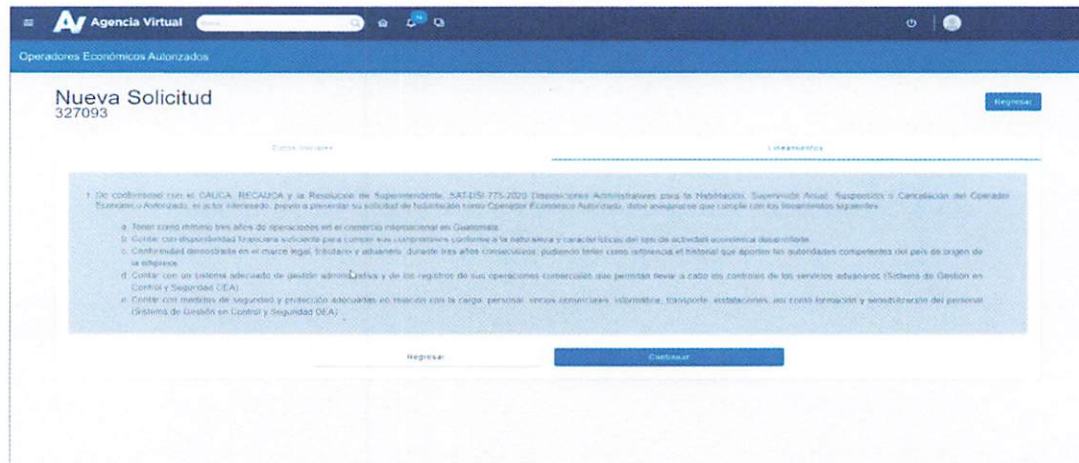 Agencia Virtual
Operadores Económicos Autorizados
Nueva Solicitud
327093
Regresar
Datos Iniciales
Lineamientos
1. De conformidad con el CAUCA, RECAUCA y la Resolución de Superintendente, SAT-DSI-775-2020 Disposiciones Administrativas para la Habilitación, Supervisión Anual, Suspensión o Cancelación del Operador
Económico Autorizado, el actor interesado, previo a presentar su solicitud de habilitación como Operador Económico Autorizado, debe asegurarse que cumple con los lineamientos siguientes:
a. Tener como mínimo tres años de operaciones en el comercio internacional en Guatemala.
b. Contar con disponibilidad financiera suficiente para cumplir sus compromisos conforme a la naturaleza y características del tipo de actividad económica desarrollada.
c. Conformidad demostrada en el marco legal, tributario y aduanero, durante tres años consecutivos, pudiendo tener como referencia el historial que aporten las autoridades competentes del país de origen de
la empresa.
d. Contar con un sistema adecuado de gestión administrativa y de los registros de sus operaciones comerciales que permitan llevar a cabo los controles de los servicios aduaneros (Sistema de Gestión en
Control y Seguridad OEA).
e. Contar con medidas de seguridad y protección adecuadas en relación con la carga, personal, socios comerciales, informática, transporte, instalaciones, así como formación y sensibilización del personal
(Sistema de Gestión en Control y Seguridad OEA).
Regresar
Continuar